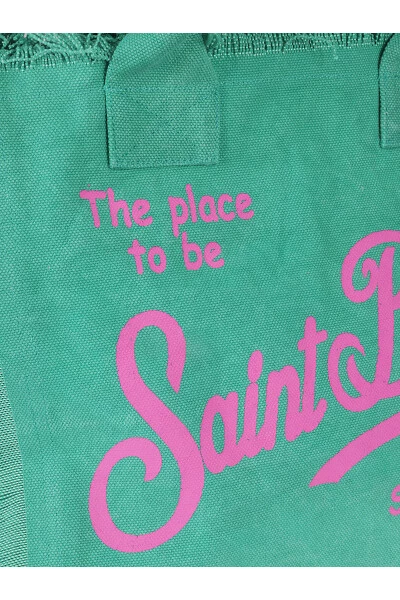 The place
to be
Saint